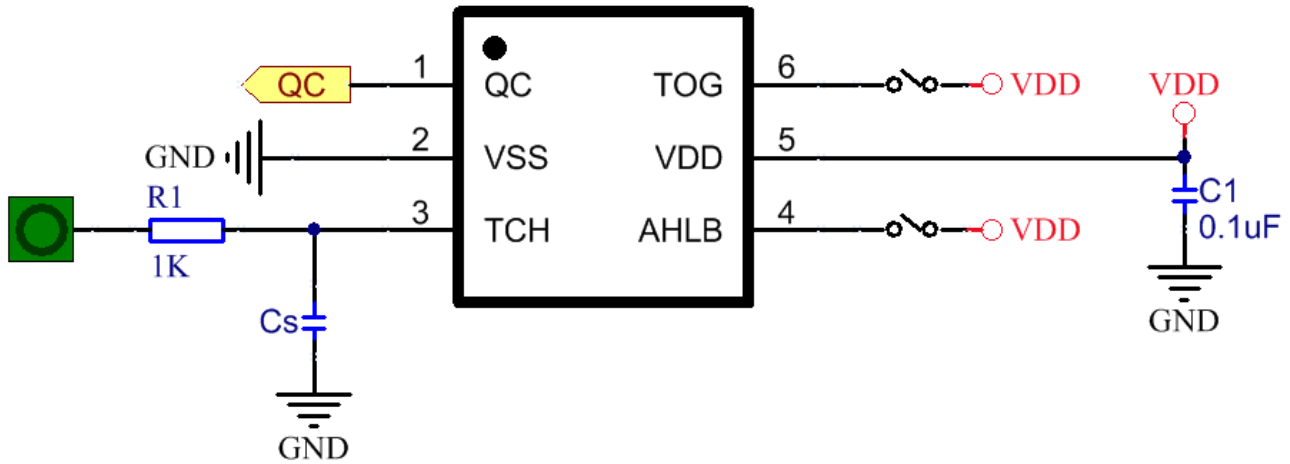 QC
1
QC
TOG
6
VDD
VDD
GND
2
VSS
VDD
5
R1
1K
3
TCH
AHLB
4
VDD
C1
0.1uF
Cs
GND
GND